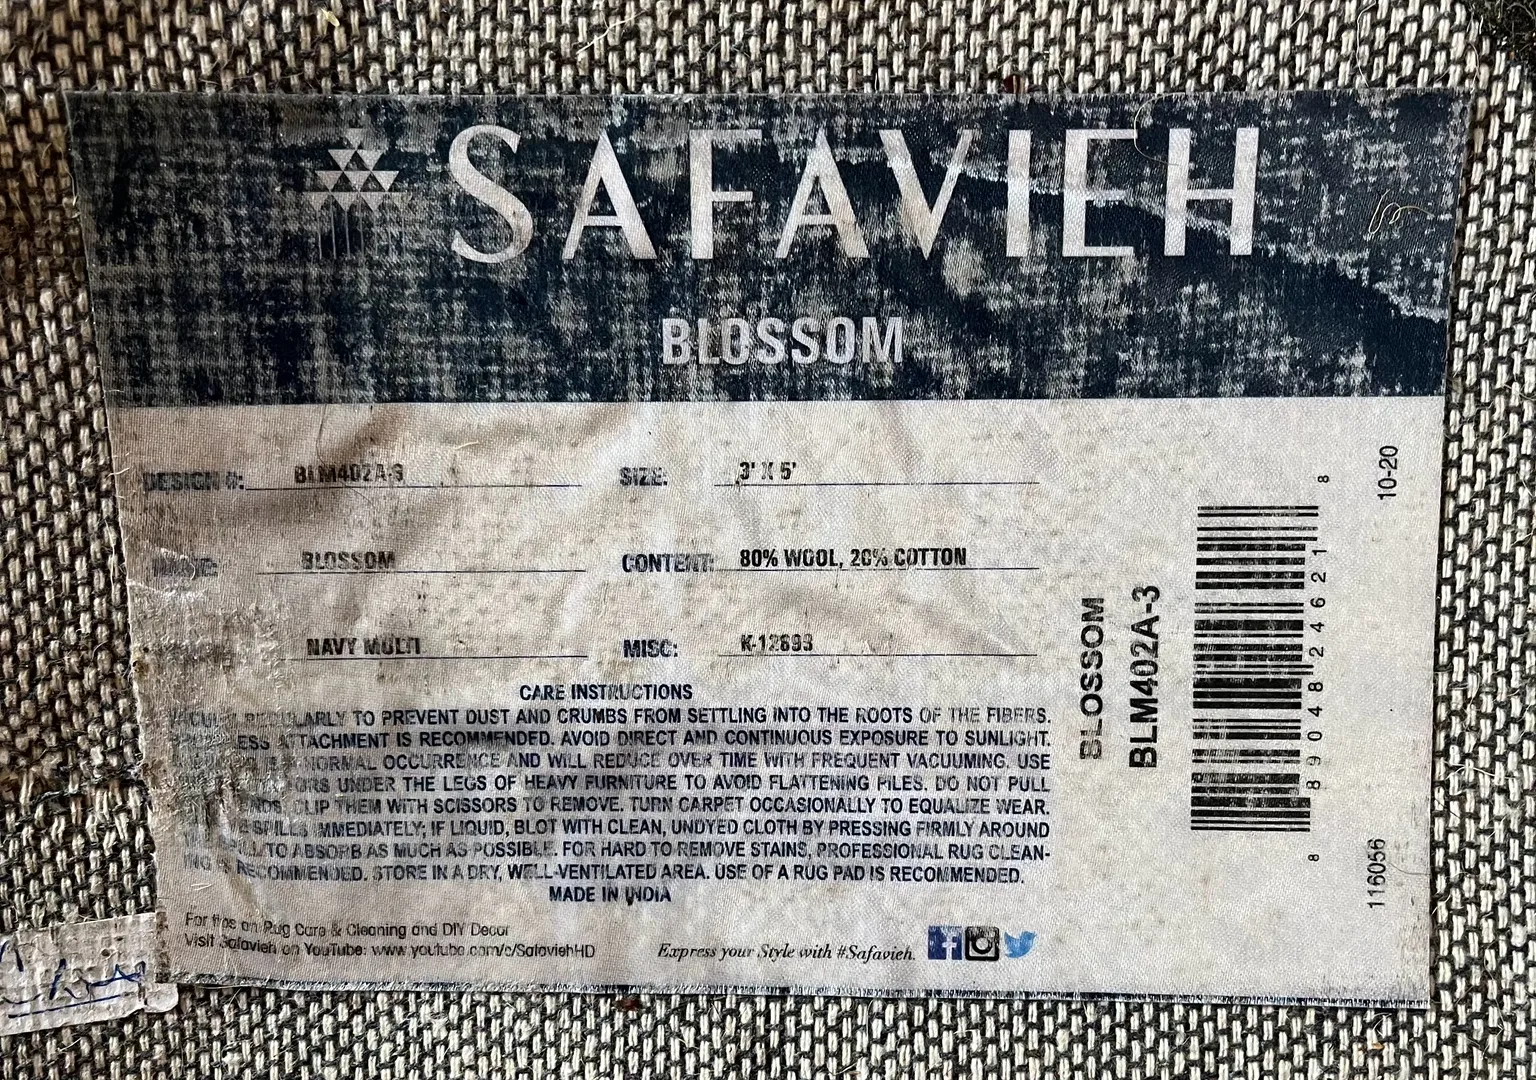 SAFAVIEH
BLOSSOM
DESIGN #: BLM402A-3 SIZE: 3' X 5'
NAME: BLOSSOM CONTENT: 80% WOOL, 20% COTTON
NAVY MULTI MISC: K-12693
CARE INSTRUCTIONS
REGULARLY TO PREVENT DUST AND CRUMBS FROM SETTLING INTO THE ROOTS OF THE FIBERS.
ATTACHMENT IS RECOMMENDED. AVOID DIRECT AND CONTINUOUS EXPOSURE TO SUNLIGHT.
NORMAL OCCURRENCE AND WILL REDUCE OVER TIME WITH FREQUENT VACUUMING. USE
UNDER THE LEGS OF HEAVY FURNITURE TO AVOID FLATTENING PILES. DO NOT PULL
CLIP THEM WITH SCISSORS TO REMOVE. TURN CARPET OCCASIONALLY TO EQUALIZE WEAR.
SPILLS IMMEDIATELY; IF LIQUID, BLOT WITH CLEAN, UNDYED CLOTH BY PRESSING FIRMLY AROUND
TO ABSORB AS MUCH AS POSSIBLE. FOR HARD TO REMOVE STAINS, PROFESSIONAL RUG CLEAN-
ING IS RECOMMENDED. STORE IN A DRY, WELL-VENTILATED AREA. USE OF A RUG PAD IS RECOMMENDED.
MADE IN INDIA
For tips on Rug Care & Cleaning and DIY Decor
Visit Safavieh on YouTube: www.youtube.com/c/SafaviehHD
Express your Style with #Safavieh.
BLOSSOM
BLM402A-3
8 89048 24621 8
10-20
116056